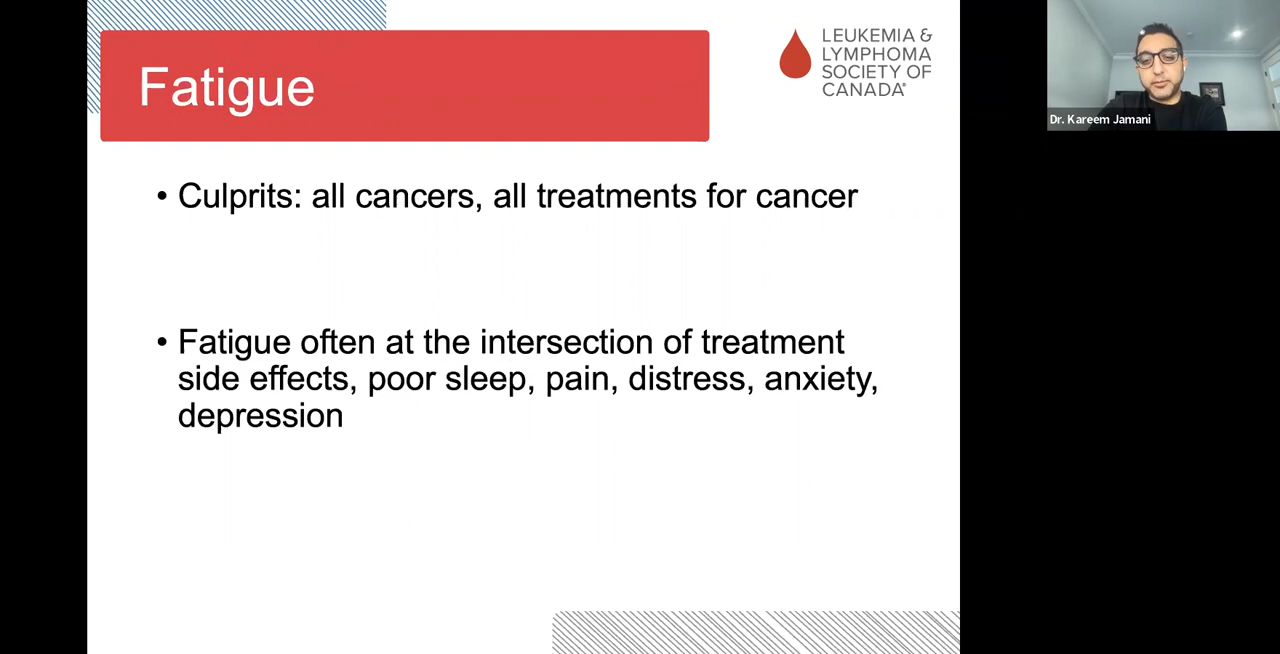 Fatigue
LEUKEMIA &
LYMPHOMA
SOCIETY OF
CANADA®
Dr. Kareem Jamani
• Culprits: all cancers, all treatments for cancer
• Fatigue often at the intersection of treatment
side effects, poor sleep, pain, distress, anxiety,
depression